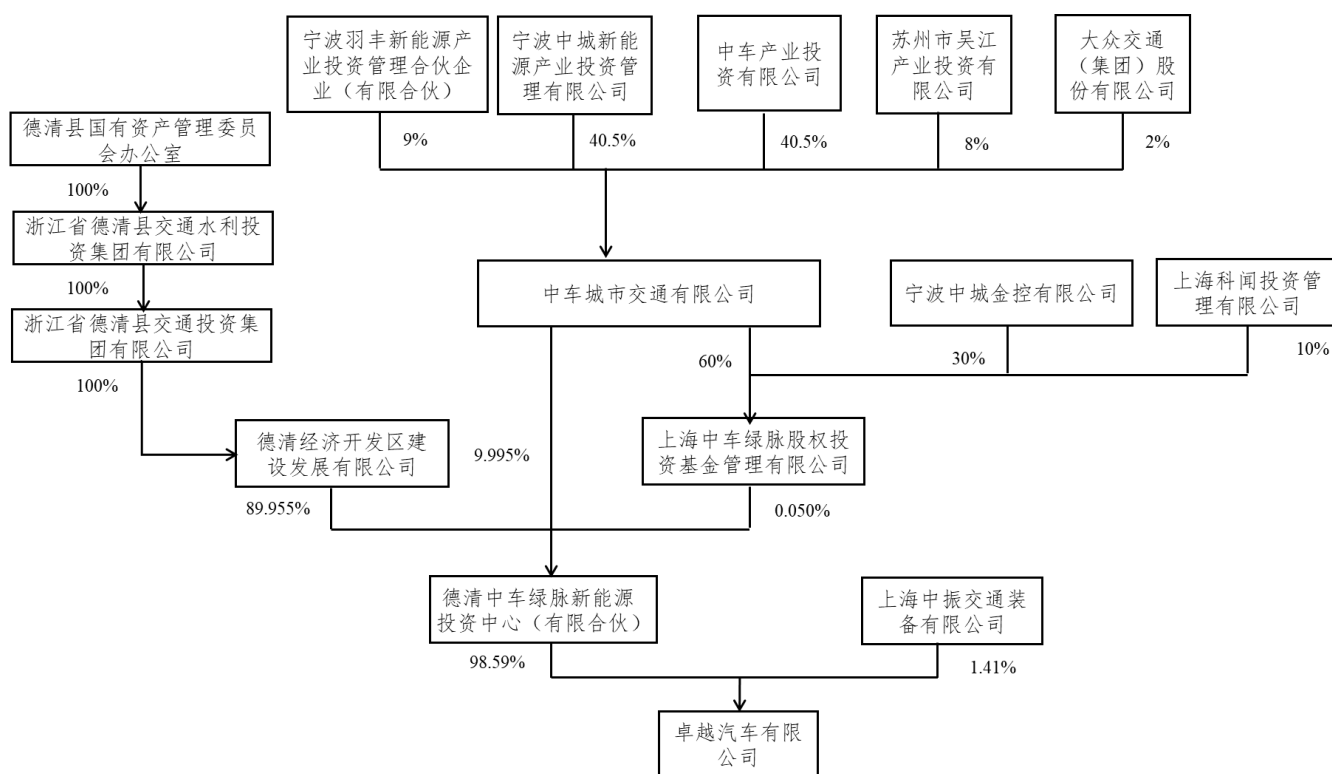 宁波羽丰新能源产
业投资管理合伙企
业（有限合伙）
宁波中城新能
源产业投资管
理有限公司
中车产业投
资有限公司
苏州市吴江
产业投资有
限公司
大众交通
（集团）股
份有限公司
9%
40.5%
40.5%
8%
2%
德清县国有资产管理委员
会办公室
100%
浙江省德清县交通水利投
资集团有限公司
100%
浙江省德清县交通投资集
团有限公司
100%
中车城市交通有限公司
宁波中城金控有限公司
上海科闻投资管
理有限公司
60%
30%
10%
德清经济开发区建
设发展有限公司
9.995%
上海中车绿脉股权投
资基金管理有限公司
89.955%
0.050%
德清中车绿脉新能源
投资中心（有限合伙）
上海中振交通装
备有限公司
98.59%
1.41%
卓越汽车有限
公司